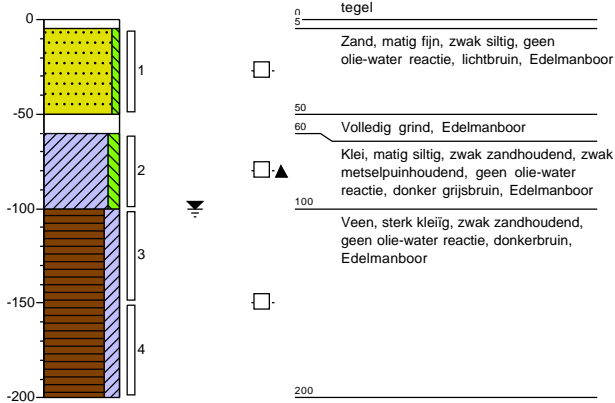 0
-50
-100
-150
-200
1
2
3
4
0
tegel
5
Zand, matig fijn, zwak siltig, geen
olie-water reactie, lichtbruin, Edelmanboor
50
Volledig grind, Edelmanboor
60
Klei, matig siltig, zwak zandhoudend, zwak
metselpuinhoudend, geen olie-water
reactie, donker grijsbruin, Edelmanboor
100
Veen, sterk kleiïg, zwak zandhoudend,
geen olie-water reactie, donkerbruin,
Edelmanboor
200